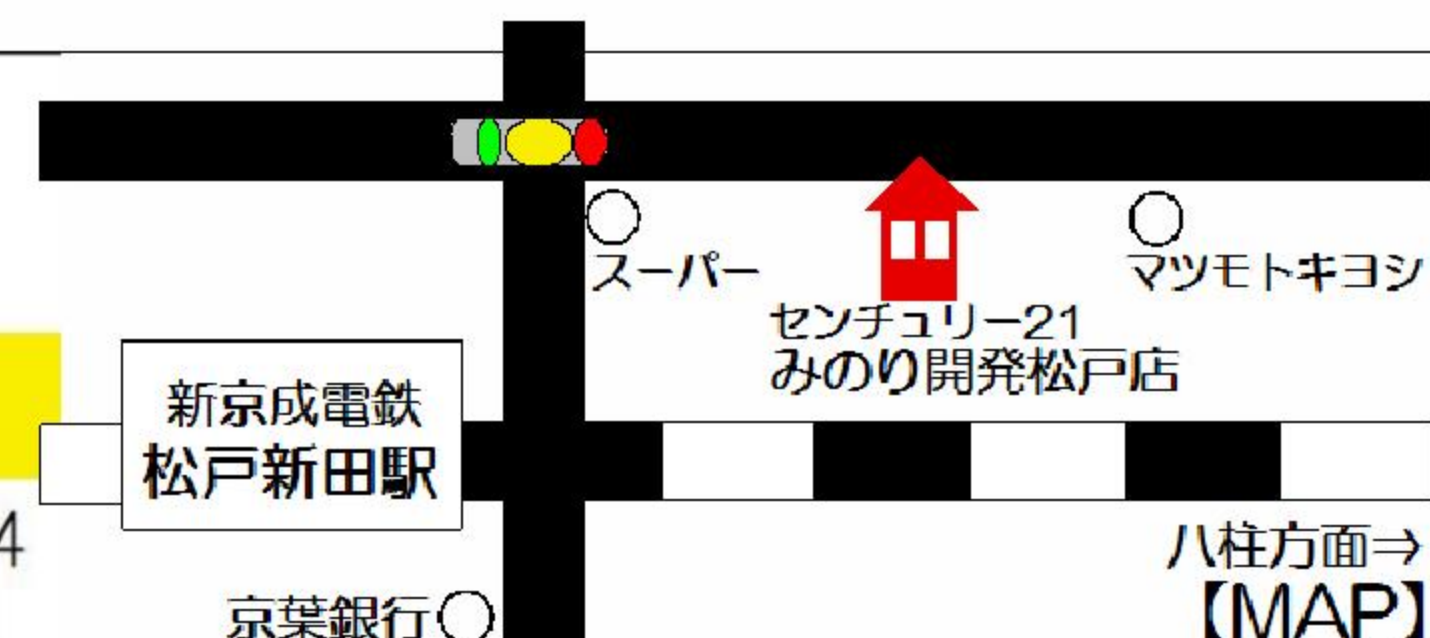 スーパー
マツモトキヨシ
センチュリー21
みのり開発松戸店
新京成電鉄
松戸新田駅
4
八柱方面⇒
京葉銀行
【MAP】